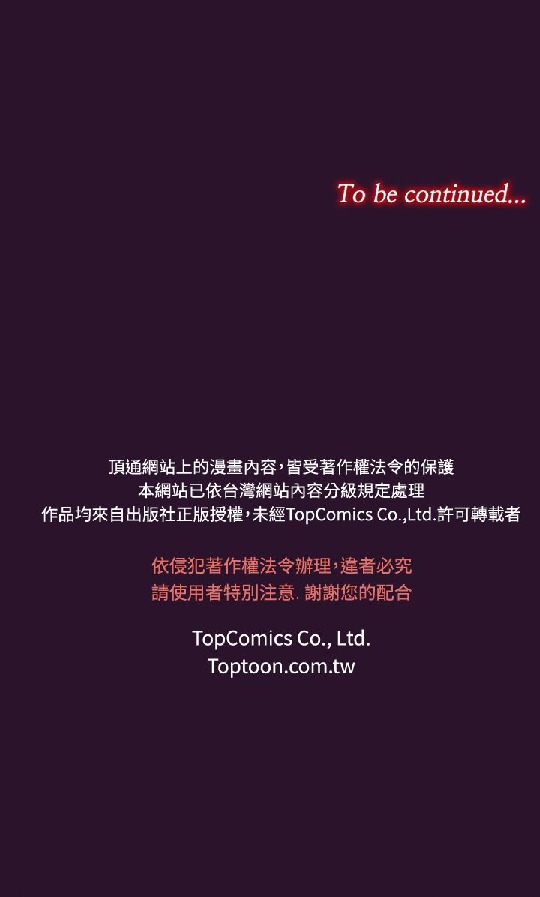 To be continued...
頂通網站上的漫畫內容,皆受著作權法令的保護
本網站已依台灣網站內容分級規定處理
作品均來自出版社正版授權,未經TopComics Co.,Ltd.許可轉載者
依侵犯著作權法令辦理,違者必究
請使用者特別注意. 謝謝您的配合
TopComics Co., Ltd.
Toptoon.com.tw